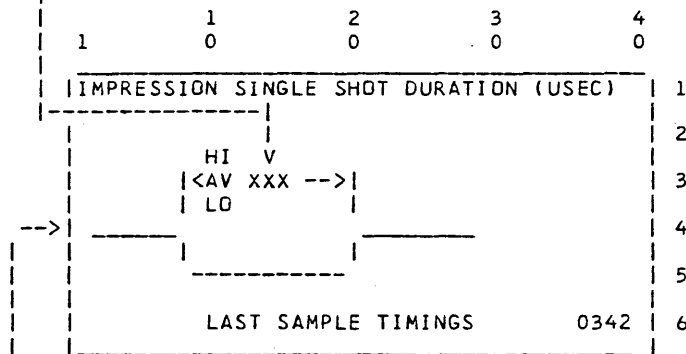 1 2 3 4
1 0 0 0 0
IMPRESSION SINGLE SHOT DURATION (USEC) 1
2
HI V
<AV XXX --> 3
LO
--> 4
5
LAST SAMPLE TIMINGS 0342 6